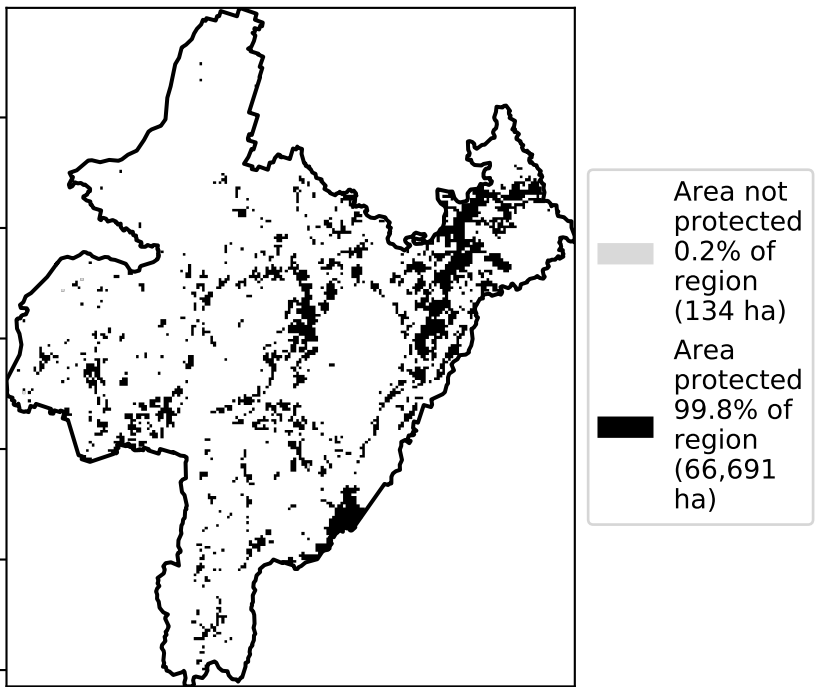 Area not
protected
0.2% of
region
(134 ha)
Area
protected
99.8% of
region
(66,691
ha)